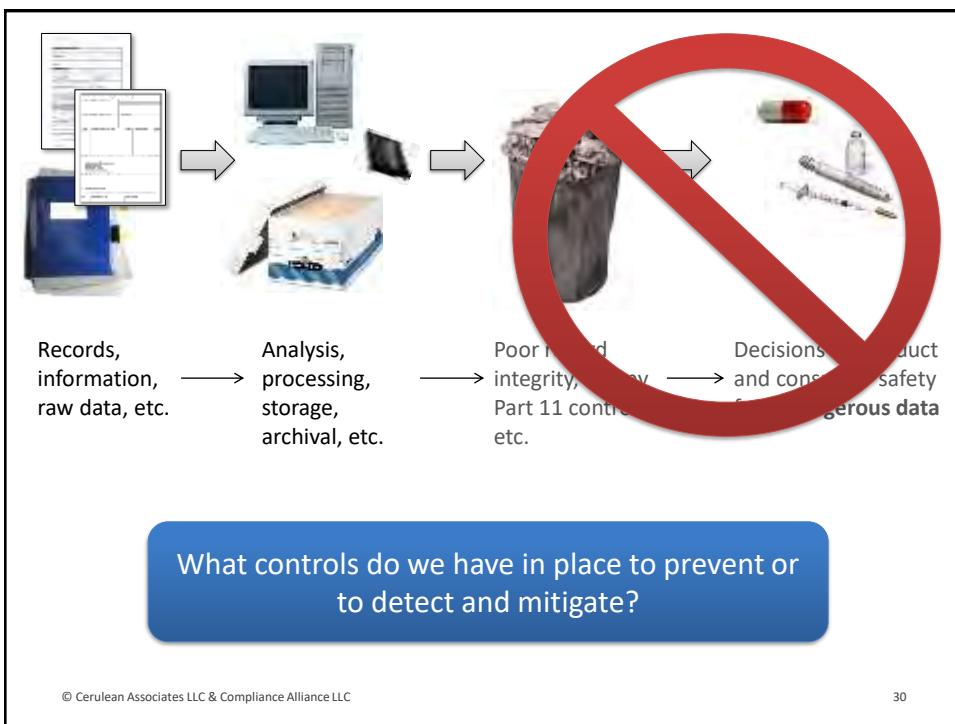 Records,
information,
raw data, etc.
Analysis,
processing,
storage,
archival, etc.
Poor
integrity,
Part 11
etc.
Decisions
and safety
data
What controls do we have in place to prevent or
to detect and mitigate?
© Cerulean Associates LLC & Compliance Alliance LLC
30